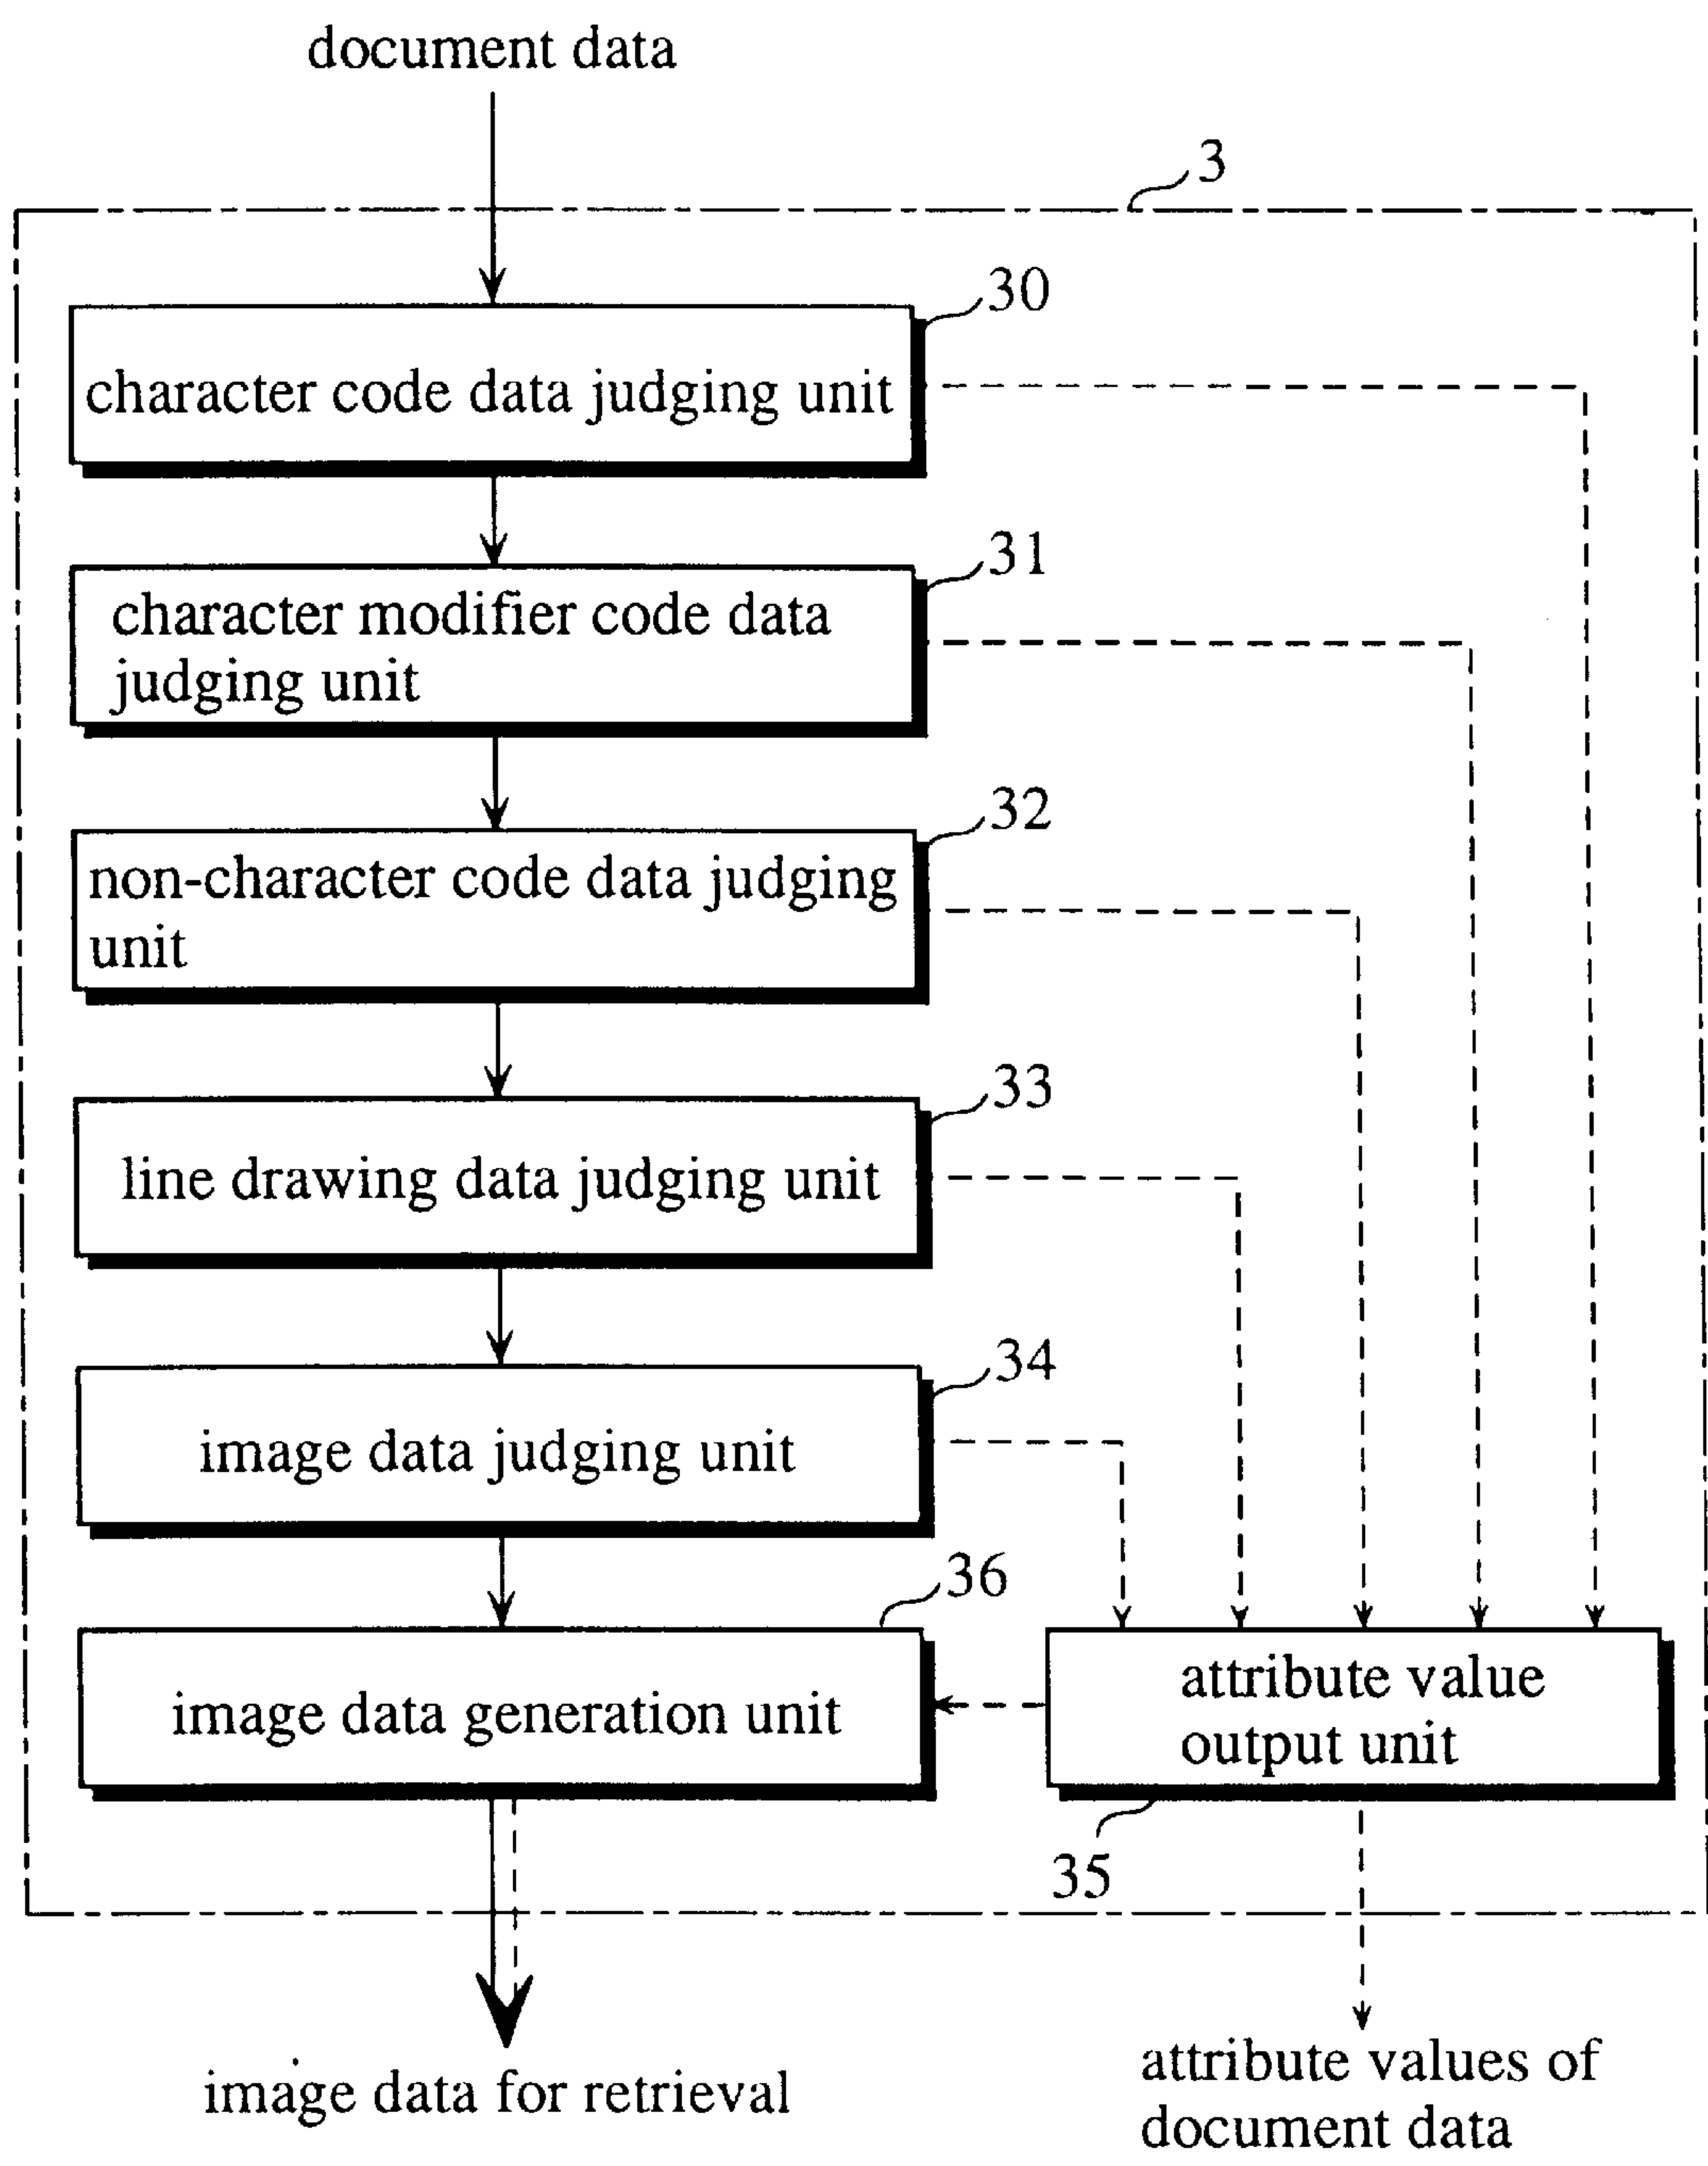 document data
3
30
character code data judging unit
31
character modifier code data
judging unit
32
non-character code data judging
unit
33
line drawing data judging unit
34
image data judging unit
36
image data generation unit
attribute value
output unit
35
image data for retrieval
attribute values of
document data